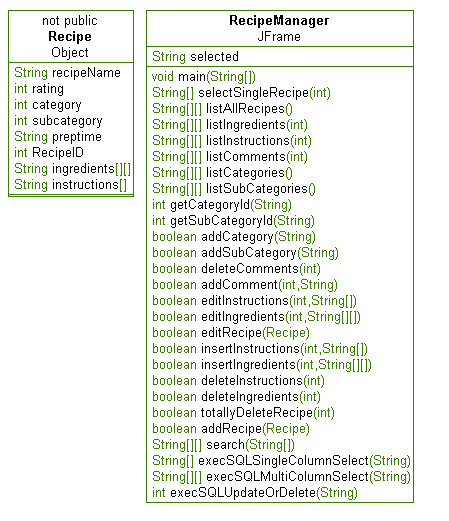 not public
Recipe
Object
String recipeName
int rating
int category
int subcategory
String preptime
int RecipeID
String ingredients[][]
String instructions[]
RecipeManager
JFrame
String selected
void main(String[])
String[] selectSingleRecipe(int)
String[][] listAllRecipes()
String[][] listIngredients(int)
String[][] listInstructions(int)
String[][] listComments(int)
String[][] listCategories()
String[][] listSubCategories()
int getCategoryId(String)
int getSubCategoryId(String)
boolean addCategory(String)
boolean addSubCategory(String)
boolean deleteComments(int)
boolean addComment(int,String)
boolean editInstructions(int,String[])
boolean editIngredients(int,String[][])
boolean editRecipe(Recipe)
boolean insertInstructions(int,String[])
boolean insertIngredients(int,String[][])
boolean deleteInstructions(int)
boolean deleteIngredients(int)
boolean totallyDeleteRecipe(int)
boolean addRecipe(Recipe)
String[][] search(String[])
String[] execSQLSingleColumnSelect(String)
String[][] execSQLMultiColumnSelect(String)
int execSQLUpdateOrDelete(String)